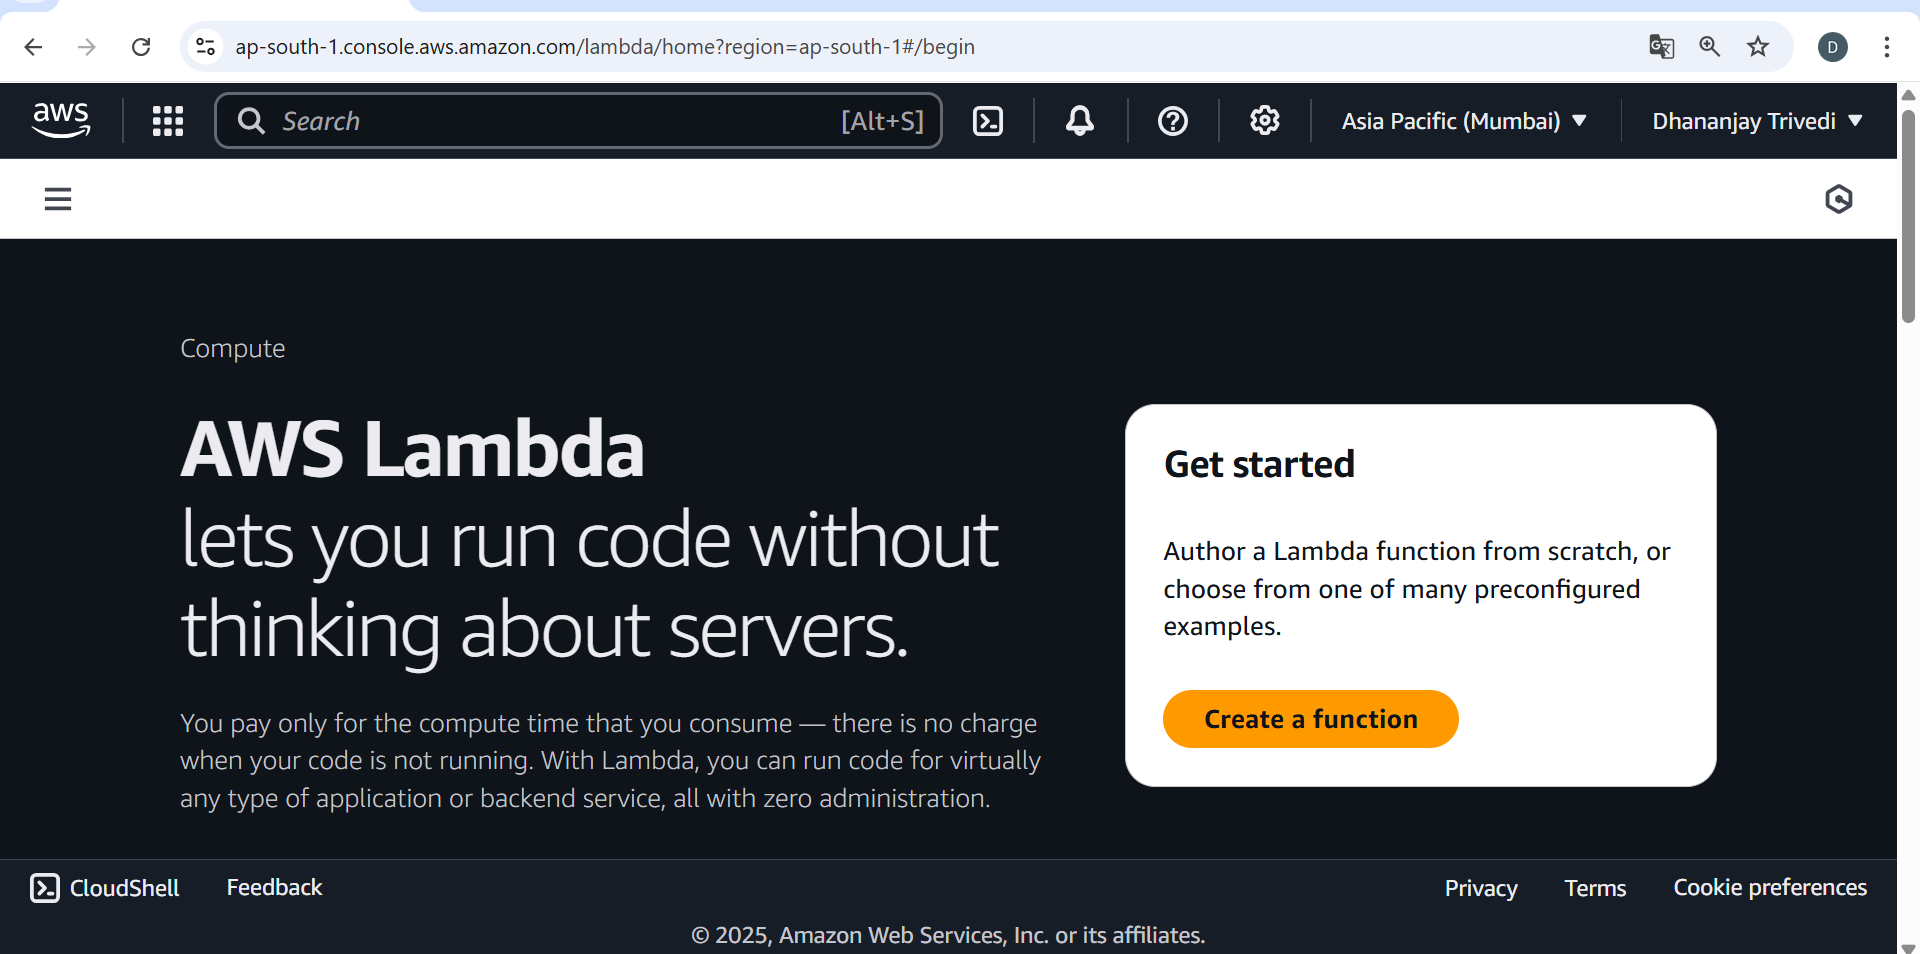 ap-south-1.console.aws.amazon.com/lambda/home?region=ap-south-1#/begin
D
aws
Search
[Alt+S]
Asia Pacific (Mumbai)
Dhananjay Trivedi
Compute
AWS Lambda
lets you run code without
thinking about servers.
You pay only for the compute time that you consume — there is no charge
when your code is not running. With Lambda, you can run code for virtually
any type of application or backend service, all with zero administration.
Get started
Author a Lambda function from scratch, or
choose from one of many preconfigured
examples.
Create a function
CloudShell
Feedback
Privacy
Terms
Cookie preferences
© 2025, Amazon Web Services, Inc. or its affiliates.